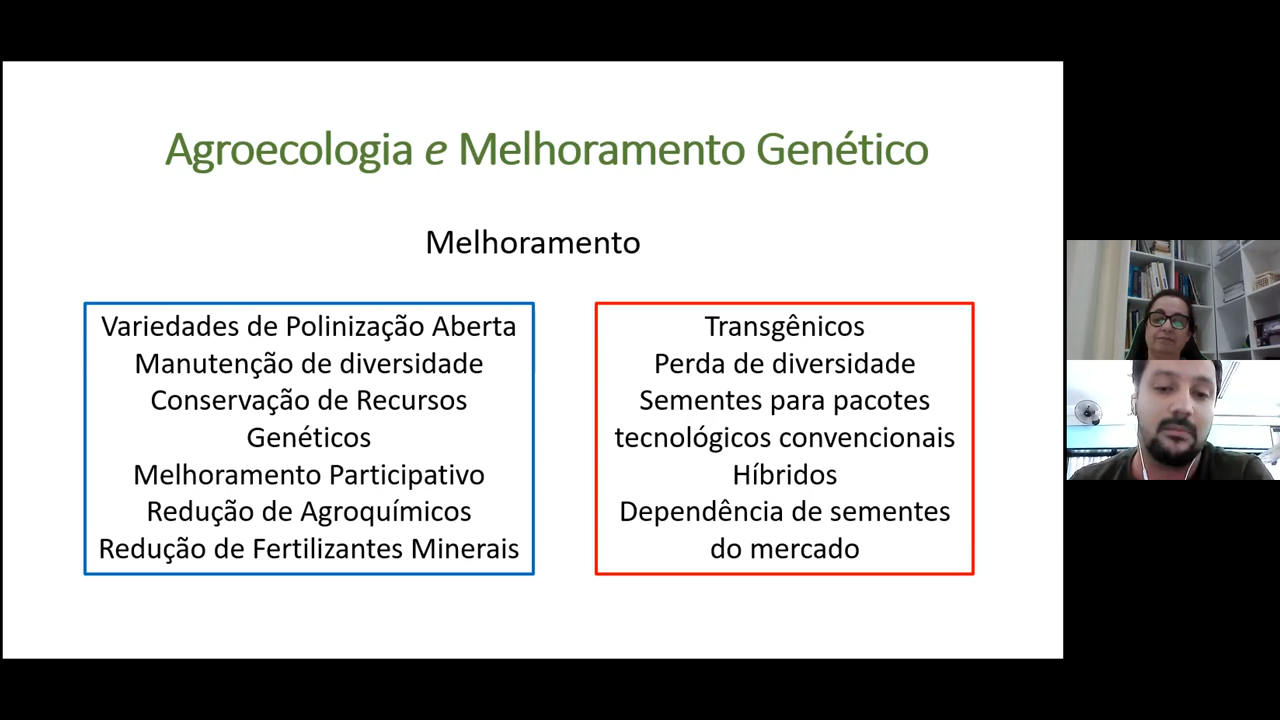 Agroecologia e Melhoramento Genético
Melhoramento
Variedades de Polinização Aberta
Manutenção de diversidade
Conservação de Recursos
Genéticos
Melhoramento Participativo
Redução de Agroquímicos
Redução de Fertilizantes Minerais
Transgênicos
Perda de diversidade
Sementes para pacotes
tecnológicos convencionais
Híbridos
Dependência de sementes
do mercado